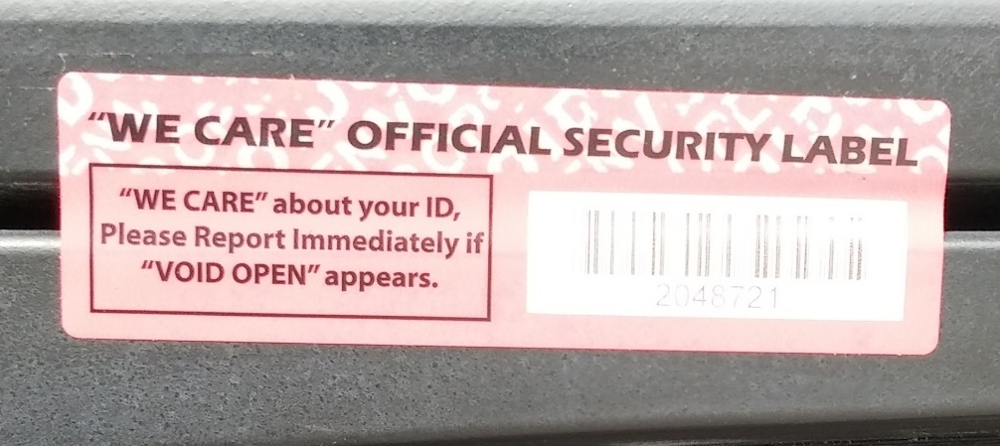 “WE CARE” OFFICIAL SECURITY LABEL
“WE CARE” about your ID,
Please Report Immediately if
“VOID OPEN” appears.
2048721